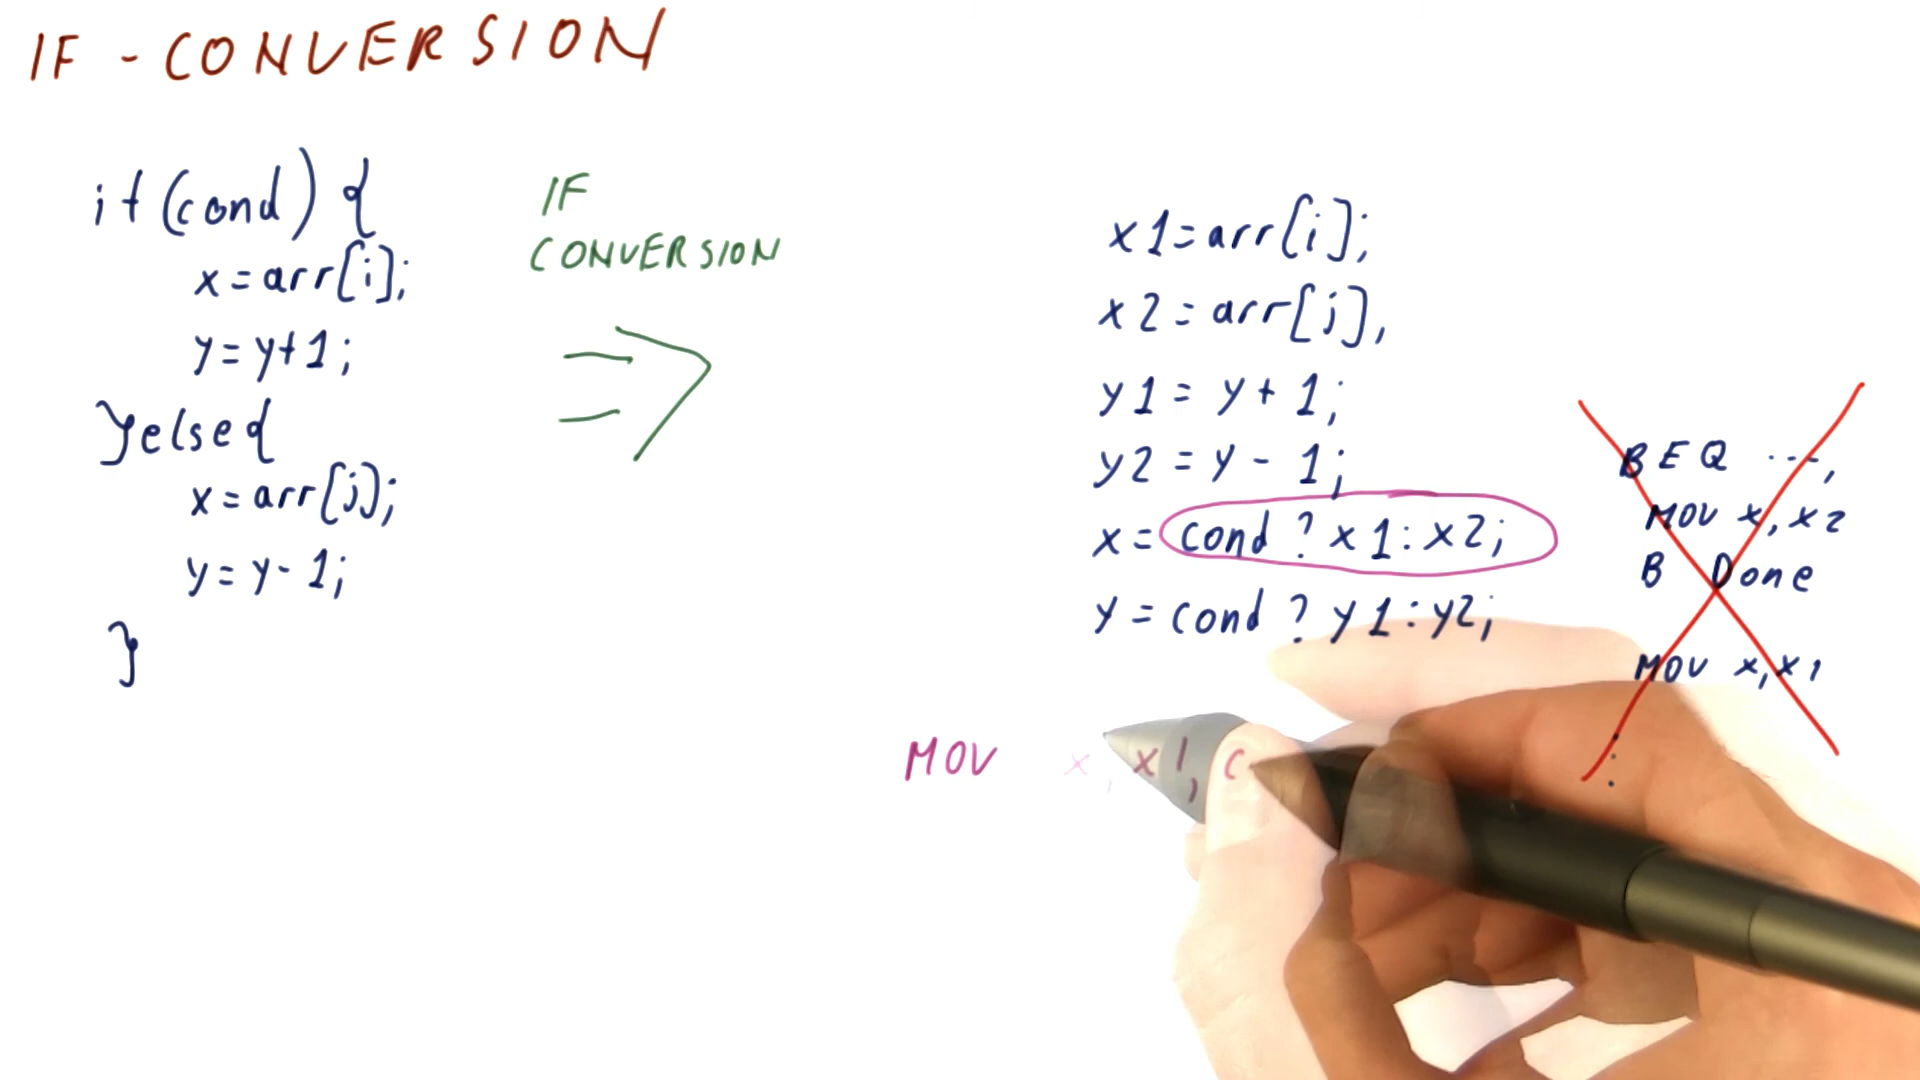 IF - CONVERSION
if (cond) {
x = arr[i];
y = y+1;
}else{
x = arr[j];
y = y-1;
}
IF
CONVERSION
=>
x1 = arr[i];
x2 = arr[j],
y1 = y + 1;
y2 = y - 1;
x = cond ? x1 : x2;
y = cond ? y1 : y2;
BEQ ...,
MOV x, x2
B Done
MOV x, x1
:
MOV x, x1, c